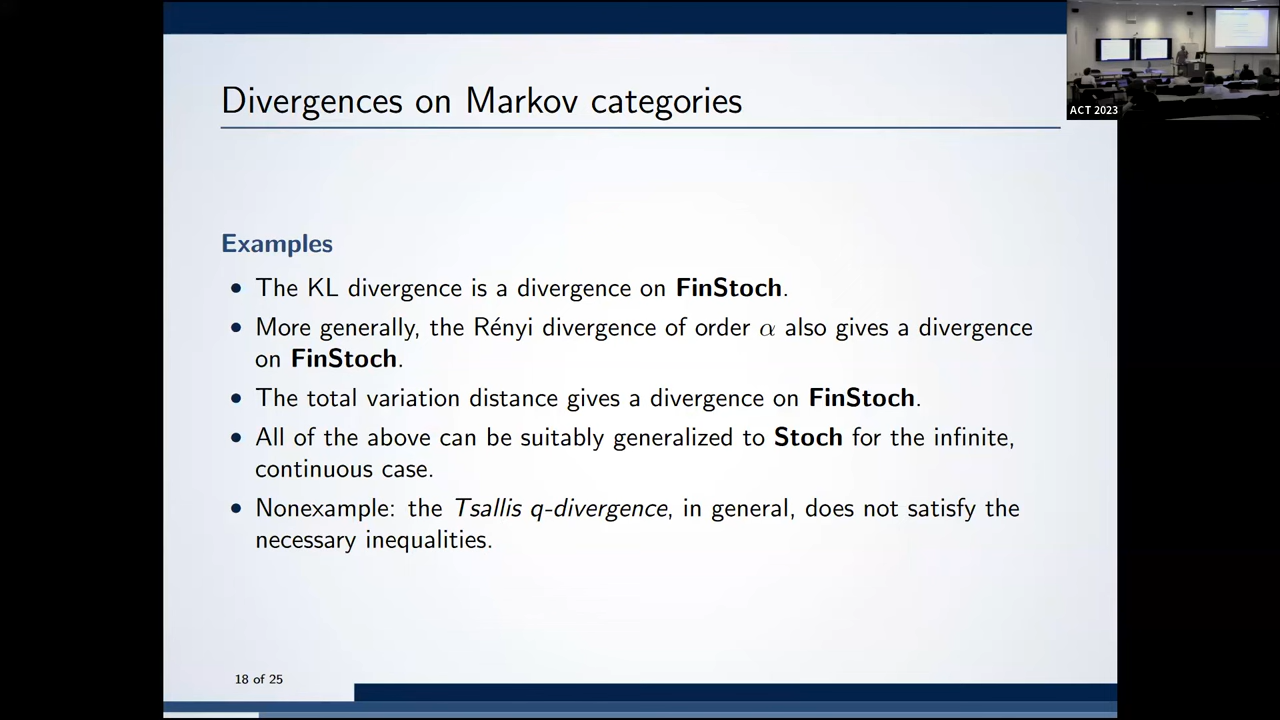 Divergences on Markov categories
ACT 2023
Examples
• The KL divergence is a divergence on FinStoch.
• More generally, the Rényi divergence of order α also gives a divergence
on FinStoch.
• The total variation distance gives a divergence on FinStoch.
• All of the above can be suitably generalized to Stoch for the infinite,
continuous case.
• Nonexample: the Tsallis q-divergence, in general, does not satisfy the
necessary inequalities.
18 of 25